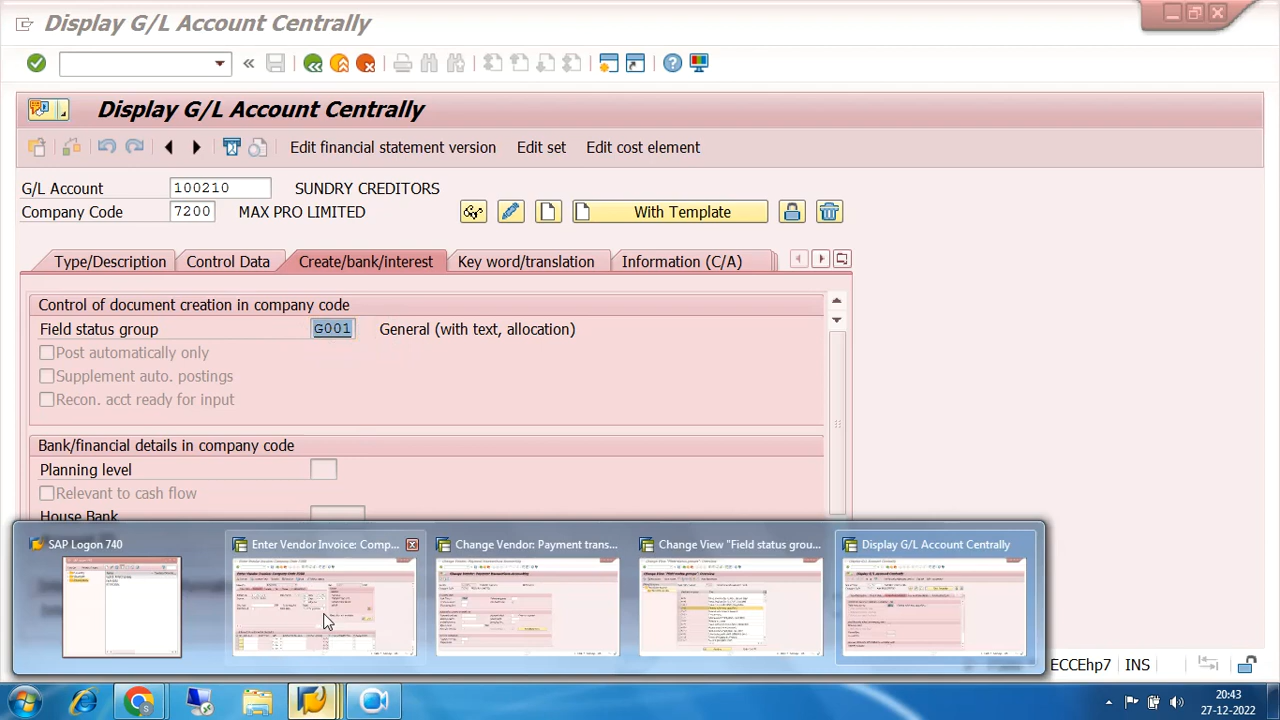 Display G/L Account Centrally
Display G/L Account Centrally
Edit financial statement version Edit set Edit cost element
G/L Account 100210 SUNDRY CREDITORS
Company Code 7200 MAX PRO LIMITED With Template
Type/Description Control Data Create/bank/interest Key word/translation Information (C/A)
Control of document creation in company code
Field status group G001 General (with text, allocation)
Post automatically only
Supplement auto. postings
Recon. acct ready for input
Bank/financial details in company code
Planning level
Relevant to cash flow
House Bank
SAP Logon 740 Enter Vendor Invoice: Comp... Change Vendor: Payment trans... Change View "Field status grou... Display G/L Account Centrally
ECCEhp7 INS
20:43
27-12-2022